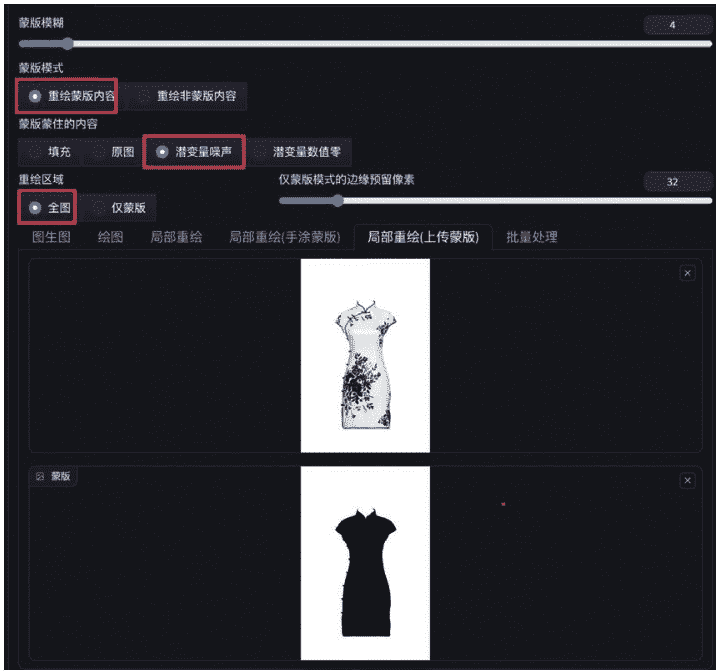 蒙版模糊
4
蒙版模式
重绘蒙版内容 重绘非蒙版内容
蒙版蒙住的内容
填充 原图 潜变量噪声 潜变量数值零
重绘区域 仅蒙版模式的边缘预留像素 32
全图 仅蒙版
图生图 绘图 局部重绘 局部重绘(手涂蒙版) 局部重绘(上传蒙版) 批量处理
蒙版